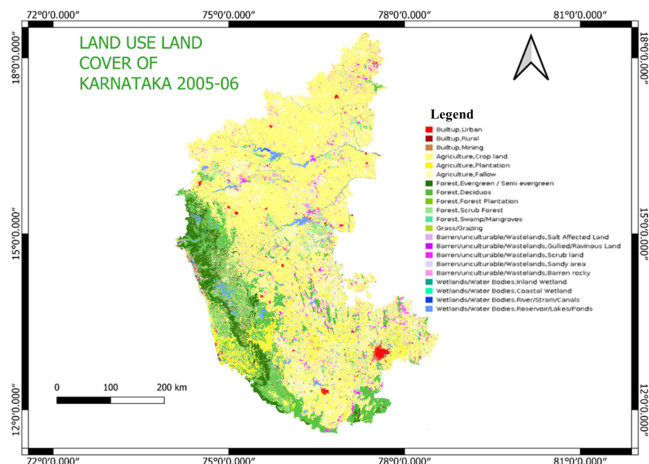 72°0'0.000" 75°0'0.000" 78°0'0.000" 81°0'0.000"
LAND USE LAND
COVER OF
KARNATAKA 2005-06
18°0'0.000" 18°0'0.000"
Legend
Builtup,Urban
Builtup,Rural
Builtup,Mining
Agriculture,Crop land
Agriculture,Plantation
Agriculture,Fallow
Forest,Evergreen / Semi evergreen
Forest,Deciduos
Forest,Forest Plantation
Forest,Scrub Forest
Forest,Swamp/Mangroves
Grass/Grazing
Barren/unculturable/Wastelands,Salt Affected Land
Barren/unculturable/Wastelands,Gullied/Ravinous Land
Barren/unculturable/Wastelands,Scrub land
Barren/unculturable/Wastelands,Sandy area
Barren/unculturable/Wastelands,Barren rocky
Wetlands/Water Bodies,Inland Wetland
Wetlands/Water Bodies,Coastal Wetland
Wetlands/Water Bodies,River/Stram/Canals
Wetlands/Water Bodies,Reservoir/Lakes/Ponds
15°0'0.000" 15°0'0.000"
0 100 200 km
12°0'0.000" 12°0'0.000"
72°0'0.000" 75°0'0.000" 78°0'0.000" 81°0'0.000"